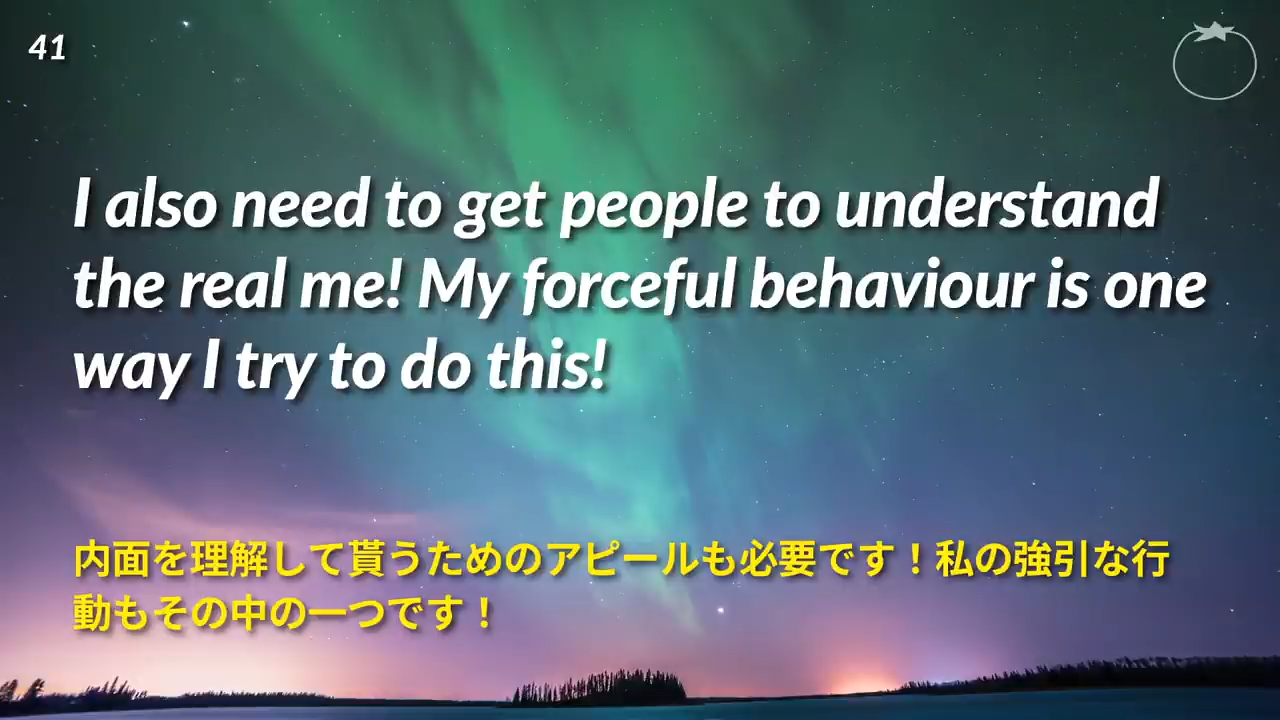 41
I also need to get people to understand
the real me! My forceful behaviour is one
way I try to do this!
内面を理解して貰うためのアピールも必要です！私の強引な行
動もその中の一つです！